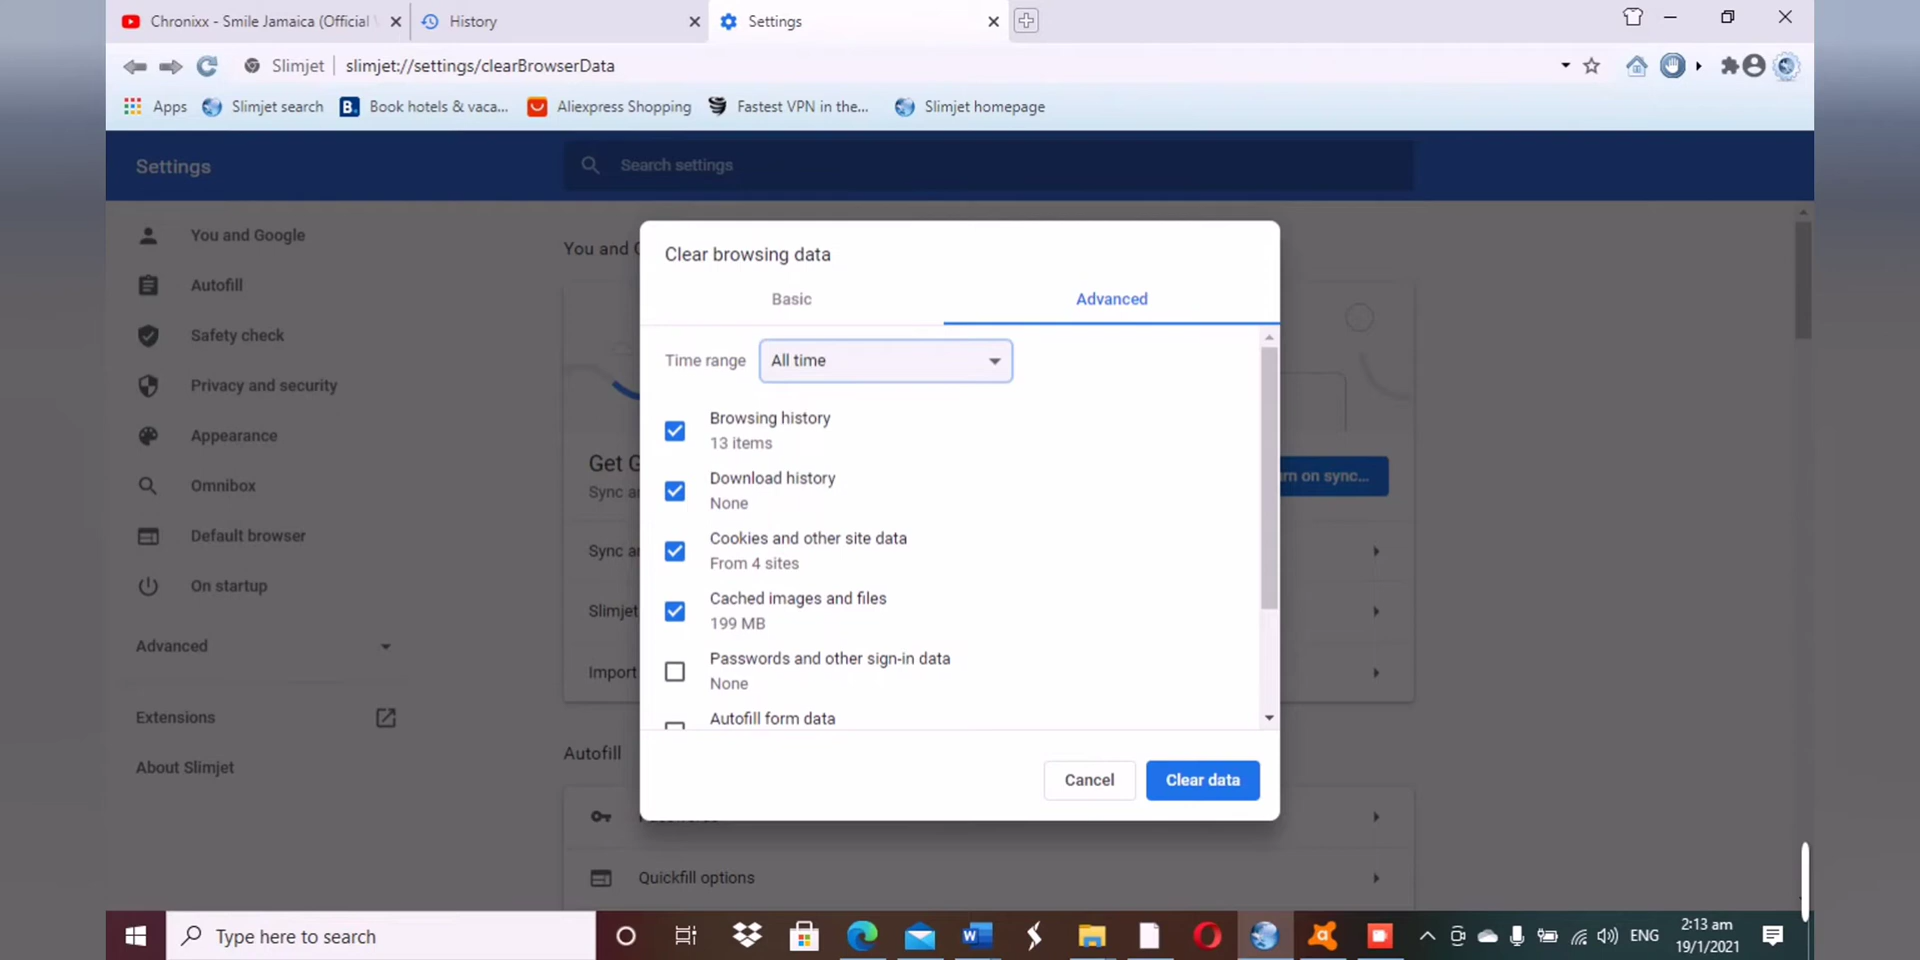 Chronixx - Smile Jamaica (Official
History
Settings
Slimjet
slimjet://settings/clearBrowserData
Apps
Slimjet search
B.
Book hotels & vaca...
Aliexpress Shopping
Fastest VPN in the...
Slimjet homepage
Settings
Search settings
You and Google
Autofill
Safety check
Privacy and security
Appearance
Omnibox
Default browser
On startup
Advanced
Extensions
About Slimjet
You and
Get G
Sync a
rn on sync...
Sync a
Slimjet
Import
Autofill
Quickfill options
Clear browsing data
Basic
Advanced
Time range
All time
Browsing history
13 items
Download history
None
Cookies and other site data
From 4 sites
Cached images and files
199 MB
Passwords and other sign-in data
None
Autofill form data
Cancel
Clear data
Type here to search
W
ENG
2:13 am
19/1/2021